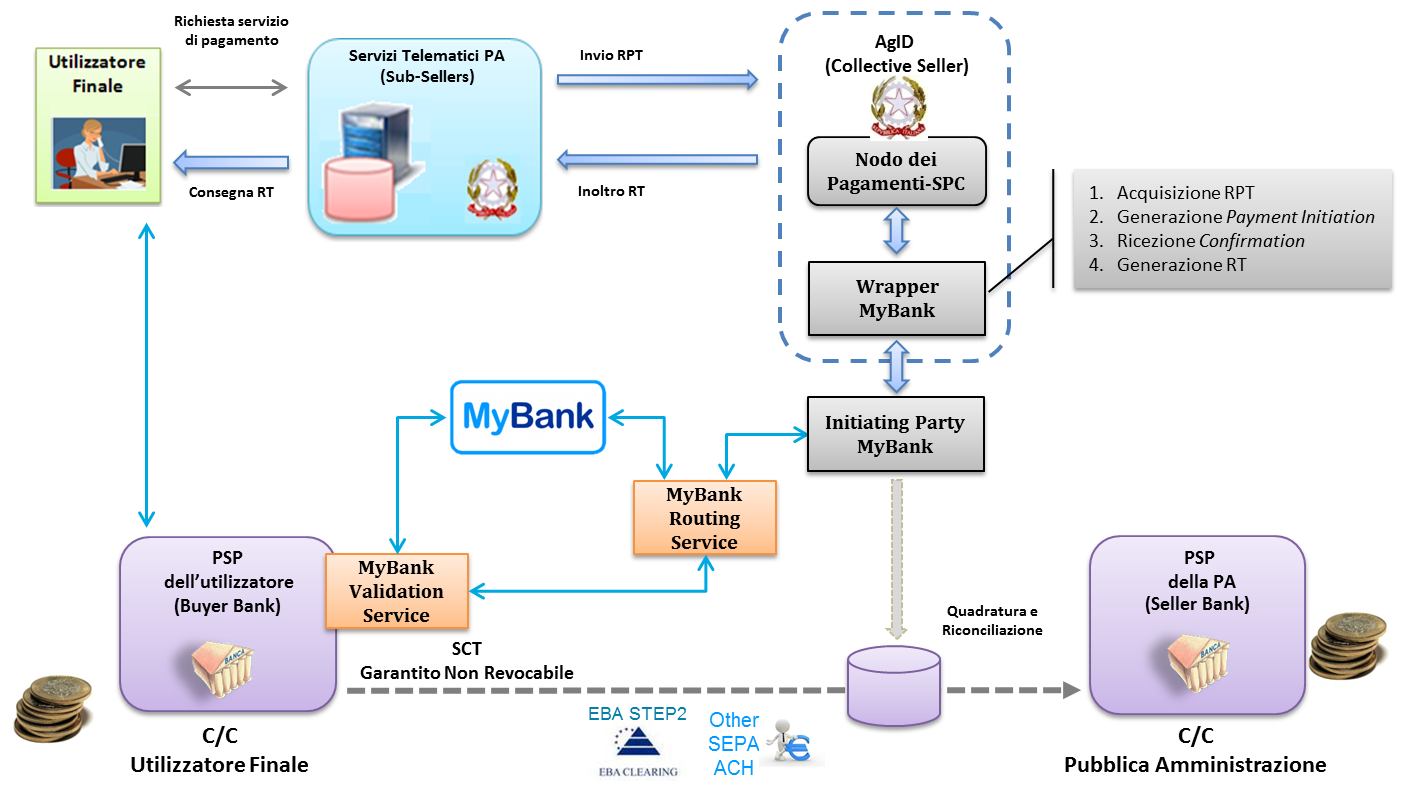 Richiesta servizio
di pagamento
Utilizzatore
Finale
Servizi Telematici PA
(Sub-Sellers)
Invio RPT
AgID
(Collective Seller)
REPVBBLICA ITALIANA
Nodo dei
Pagamenti-SPC
Consegna RT
Inoltro RT
1. Acquisizione RPT
2. Generazione Payment Initiation
3. Ricezione Confirmation
4. Generazione RT
Wrapper
MyBank
MyBank
Initiating Party
MyBank
MyBank
Routing
Service
PSP
dell’utilizzatore
(Buyer Bank)
MyBank
Validation
Service
PSP
della PA
(Seller Bank)
Quadratura e
Riconciliazione
SCT
Garantito Non Revocabile
BANCA
BANCA
EBA STEP2
EBA CLEARING
Other
SEPA
ACH
C/C
Utilizzatore Finale
C/C
Pubblica Amministrazione